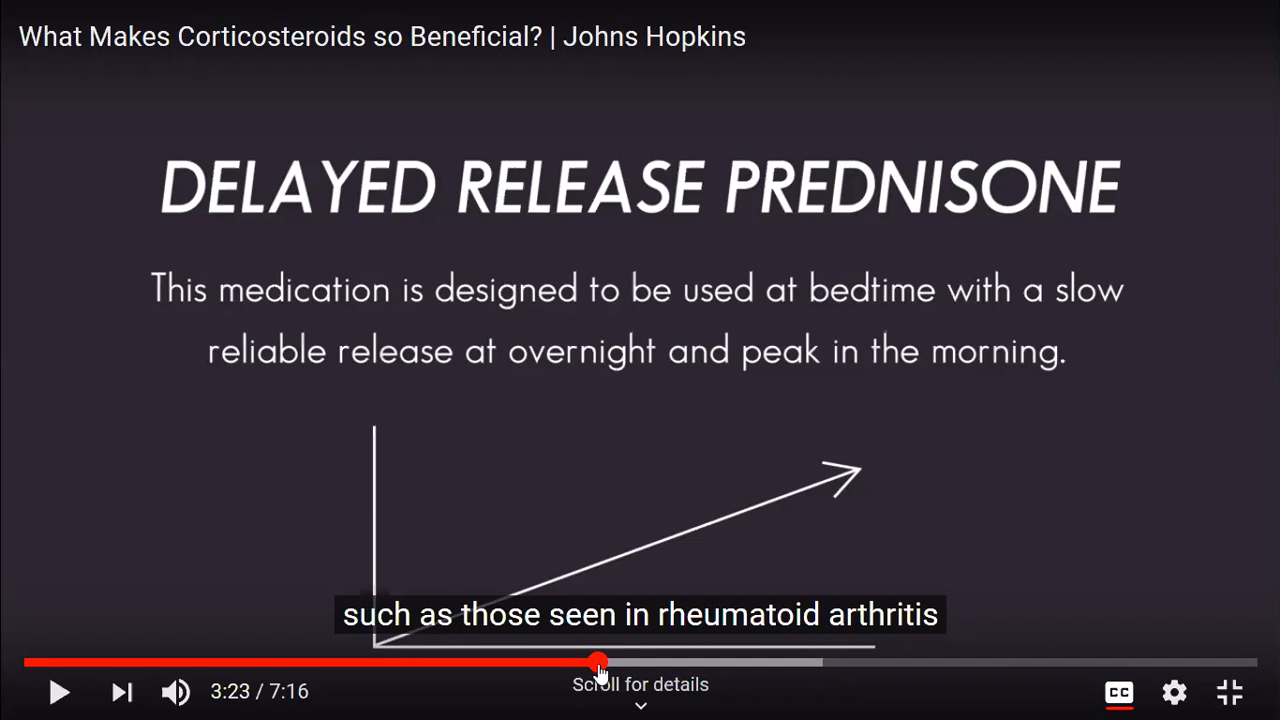 What Makes Corticosteroids so Beneficial? | Johns Hopkins
DELAYED RELEASE PREDNISONE
This medication is designed to be used at bedtime with a slow
reliable release at overnight and peak in the morning.
such as those seen in rheumatoid arthritis
3:23 / 7:16
Scroll for details
CC